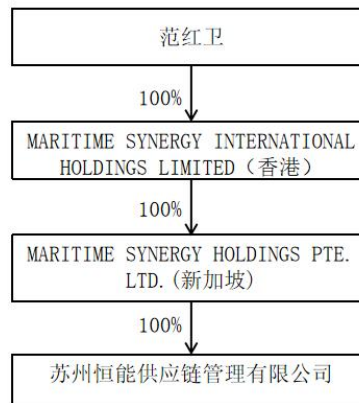 范红卫
100%
MARITIME SYNERGY INTERNATIONAL
HOLDINGS LIMITED（香港）
100%
MARITIME SYNERGY HOLDINGS PTE.
LTD.(新加坡)
100%
苏州恒能供应链管理有限公司